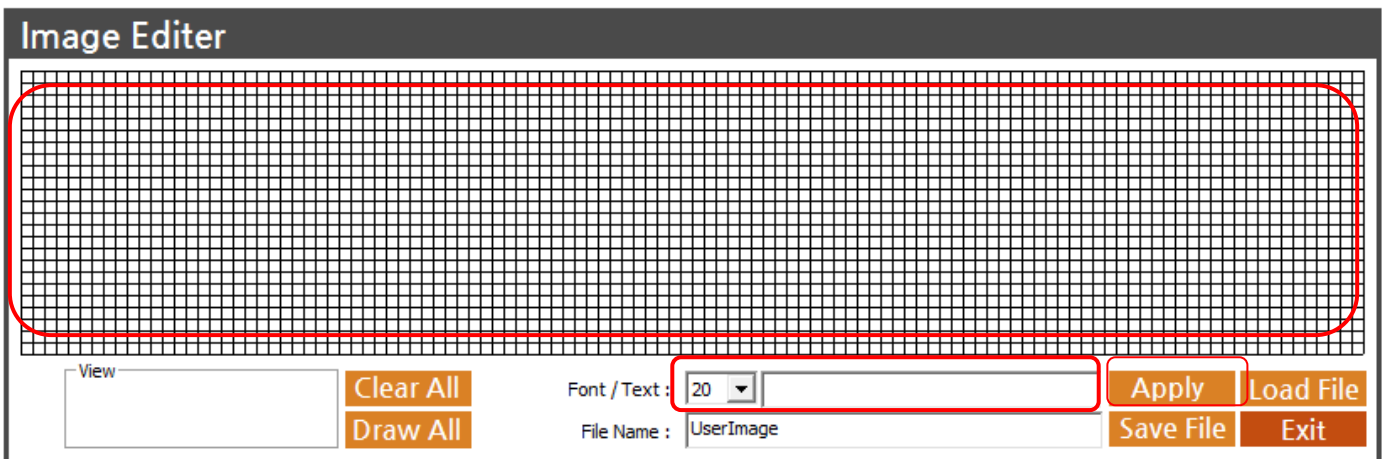 Image Editer
View
Clear All
Font / Text :
20
Apply
Load File
Draw All
File Name :
UserImage
Save File
Exit